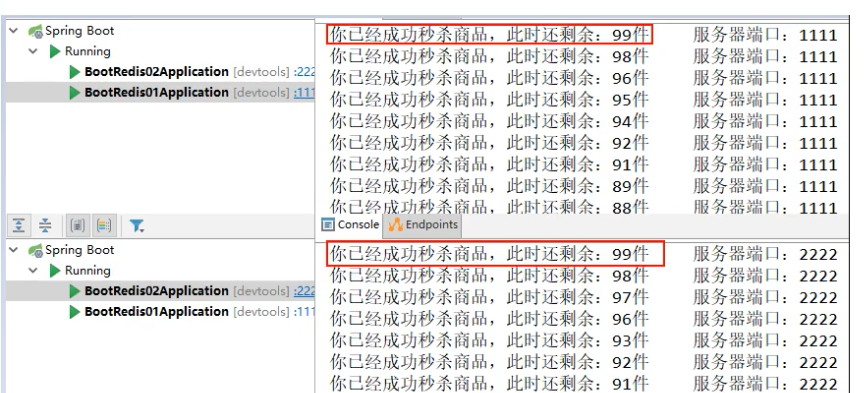 Spring Boot
Running
BootRedis02Application [devtools] :222
BootRedis01Application [devtools] :111
你已经成功秒杀商品，此时还剩余：99件 服务器端口：1111
你已经成功秒杀商品，此时还剩余：98件 服务器端口：1111
你已经成功秒杀商品，此时还剩余：96件 服务器端口：1111
你已经成功秒杀商品，此时还剩余：95件 服务器端口：1111
你已经成功秒杀商品，此时还剩余：94件 服务器端口：1111
你已经成功秒杀商品，此时还剩余：92件 服务器端口：1111
你已经成功秒杀商品，此时还剩余：91件 服务器端口：1111
你已经成功秒杀商品，此时还剩余：89件 服务器端口：1111
你已经成功秒杀商品，此时还剩余：88件 服务器端口：1111
Console Endpoints
Spring Boot
Running
BootRedis02Application [devtools] :222
BootRedis01Application [devtools] :111
你已经成功秒杀商品，此时还剩余：99件 服务器端口：2222
你已经成功秒杀商品，此时还剩余：98件 服务器端口：2222
你已经成功秒杀商品，此时还剩余：97件 服务器端口：2222
你已经成功秒杀商品，此时还剩余：96件 服务器端口：2222
你已经成功秒杀商品，此时还剩余：93件 服务器端口：2222
你已经成功秒杀商品，此时还剩余：92件 服务器端口：2222
你已经成功秒杀商品，此时还剩余：91件 服务器端口：2222